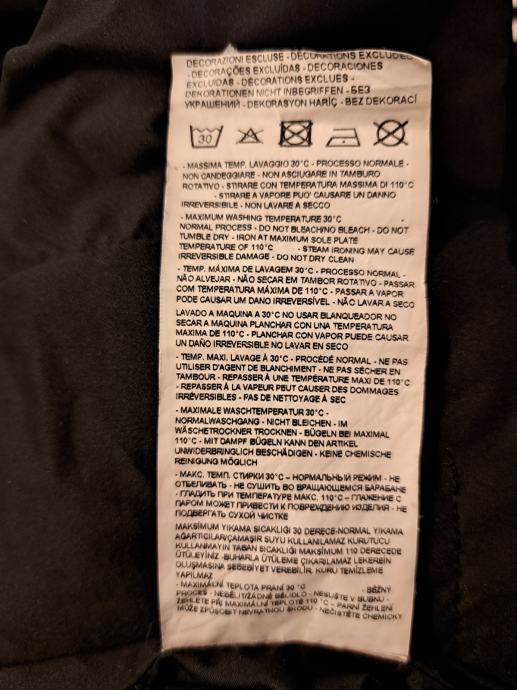 DECORAZIONI ESCLUSE - DECORATIONS EXCLUDED
- DECORAÇÕES EXCLUÍDAS - DECORACIONES
EXCLUIDAS - DÉCORATIONS EXCLUES -
DEKORATIONEN NICHT INBEGRIFFEN - БЕЗ
УКРАШЕНИЙ - DEKORASYON HARİÇ - BEZ DEKORACÍ
30
- MASSIMA TEMP. LAVAGGIO 30°C - PROCESSO NORMALE -
NON CANDEGGIARE - NON ASCIUGARE IN TAMBURO
ROTATIVO - STIRARE CON TEMPERATURA MASSIMA DI 110°C
- STIRARE A VAPORE PUO' CAUSARE UN DANNO
IRREVERSIBILE - NON LAVARE A SECCO
- MAXIMUM WASHING TEMPERATURE 30°C -
NORMAL PROCESS - DO NOT BLEACH/NO BLEACH - DO NOT
TUMBLE DRY - IRON AT MAXIMUM SOLE PLATE
TEMPERATURE OF 110°C - STEAM IRONING MAY CAUSE
IRREVERSIBLE DAMAGE - DO NOT DRY CLEAN
- TEMP. MÁXIMA DE LAVAGEM 30°C - PROCESSO NORMAL -
NÃO ALVEJAR - NÃO SECAR EM TAMBOR ROTATIVO - PASSAR
COM TEMPERATURA MÁXIMA DE 110°C - PASSAR A VAPOR
PODE CAUSAR UM DANO IRREVERSÍVEL - NÃO LAVAR A SECO
LAVADO A MAQUINA A 30°C NO USAR BLANQUEADOR NO
SECAR A MAQUINA PLANCHAR CON UNA TEMPERATURA
MAXIMA DE 110°C - PLANCHAR CON VAPOR PUEDE CAUSAR
UN DAÑO IRREVERSIBLE NO LAVAR EN SECO
- TEMP. MAXI. LAVAGE À 30°C - PROCÉDÉ NORMAL - NE PAS
UTILISER D'AGENT DE BLANCHIMENT - NE PAS SÉCHER EN
TAMBOUR - REPASSER À UNE TEMPÉRATURE MAXI DE 110°C
- REPASSER À LA VAPEUR PEUT CAUSER DES DOMMAGES
IRRÉVERSIBLES - PAS DE NETTOYAGE À SEC
- MAXIMALE WASCHTEMPERATUR 30°C -
NORMALWASCHGANG - NICHT BLEICHEN - IM
WÄSCHETROCKNER TROCKNEN - BÜGELN BEI MAXIMAL
110°C - MIT DAMPF BÜGELN KANN DEN ARTIKEL
UNWIDERBRINGLICH BESCHÄDIGEN - KEINE CHEMISCHE
REINIGUNG MÖGLICH
- МАКС. ТЕМП. СТИРКИ 30°C – НОРМАЛЬНЫЙ РЕЖИМ - НЕ
ОТБЕЛИВАТЬ - НЕ СУШИТЬ ВО ВРАЩАЮЩЕМСЯ БАРАБАНЕ
- ГЛАДИТЬ ПРИ ТЕМПЕРАТУРЕ МАКС. 110°C – ГЛАЖЕНИЕ С
ПАРОМ МОЖЕТ ПРИВЕСТИ К ПОВРЕЖДЕНИЮ ИЗДЕЛИЯ - НЕ
ПОДВЕРГАТЬ СУХОЙ ЧИСТКЕ
MAKSİMUM YIKAMA SICAKLIĞI 30 DERECE-NORMAL YIKAMA
AĞARTICILAR/ÇAMAŞIR SUYU KULLANILAMAZ KURUTUCU
KULLANMAYIN TABAN SICAKLIĞI MAKSİMUM 110 DERECEDE
ÜTÜLEYİNİZ .BUHARLA ÜTÜLEME ÇIKARILAMAZ LEKERELİN
OLUŞMASINA SEBEBİYET VEREBİLİR. KURU TEMİZLEME
YAPILMAZ
- MAXIMÁLNÍ TEPLOTA PRANÍ 30 °C - BĚŽNÝ
PROCES - NEBĚLIT/ŽÁDNÉ BĚLIDLO - NESUŠTE V BUBNU -
ŽEHLETE PŘI MAXIMÁLNÍ TEPLOTĚ 110 °C – PARNÍ ŽEHLENÍ
MŮŽE ZPŮSOBIT NEVRATNOU ŠKODU - NEČISTĚTE CHEMICKY